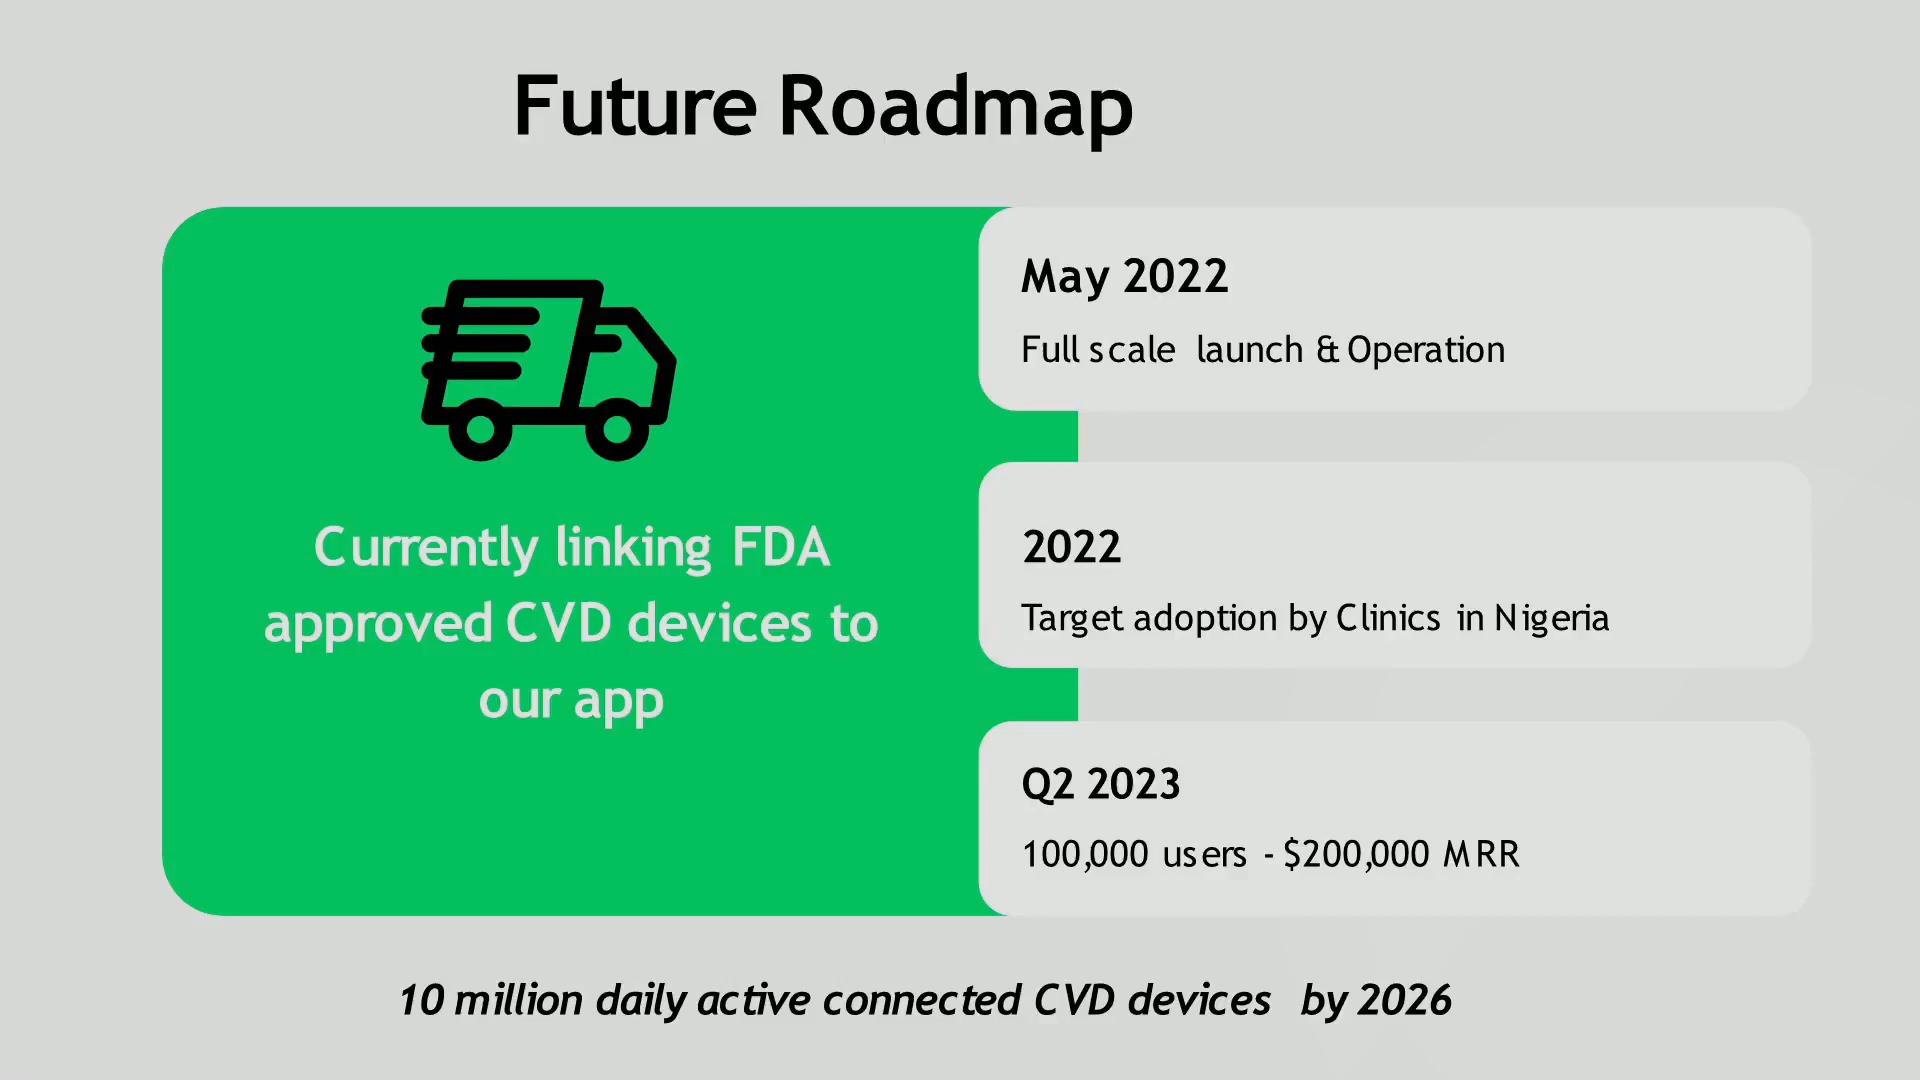 Future Roadmap
Currently linking FDA
approved CVD devices to
our app
May 2022
Full scale launch & Operation
2022
Target adoption by Clinics in Nigeria
Q2 2023
100,000 users - $200,000 MRR
10 million daily active connected CVD devices by 2026